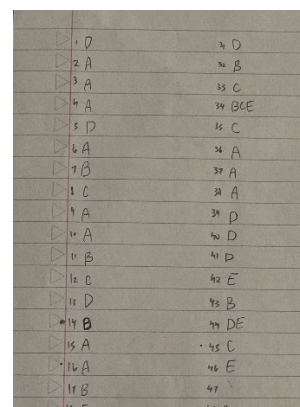 1 D
2 A
3 A
4 A
5 D
6 A
7 B
8 C
9 A
10 A
11 B
12 C
13 D
14 B
15 A
16 A
17 B
31 D
32 B
33 C
34 BCE
35 C
36 A
37 A
38 A
39 D
40 D
41 D
42 E
43 B
44 DE
45 C
46 E
47